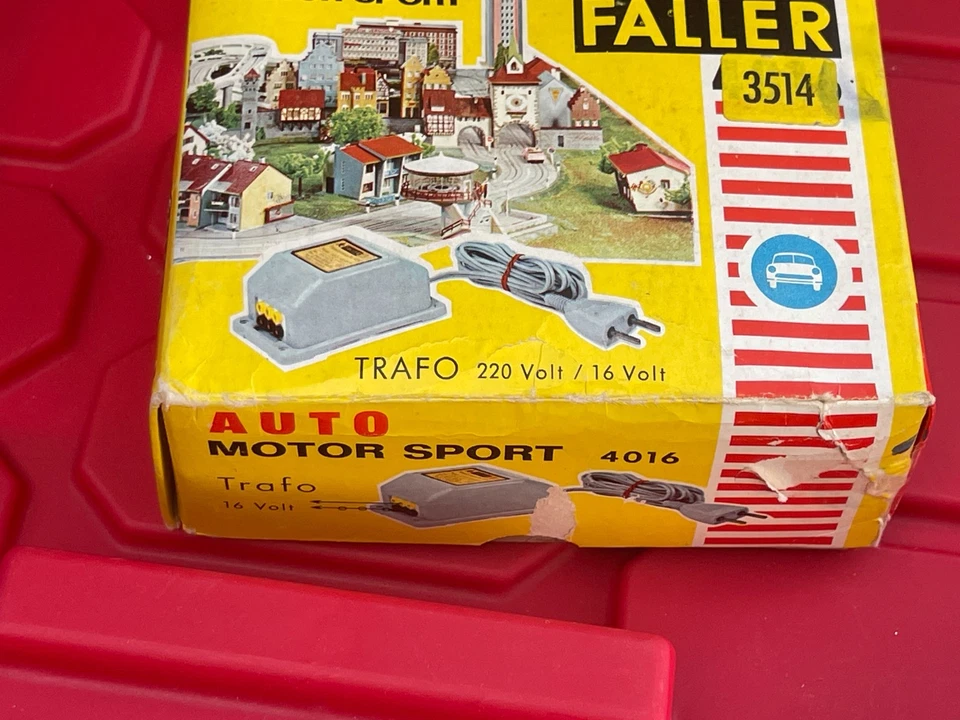 FALLER
3514
TRAFO 220 Volt / 16 Volt
AUTO
MOTOR SPORT 4016
Trafo
16 Volt